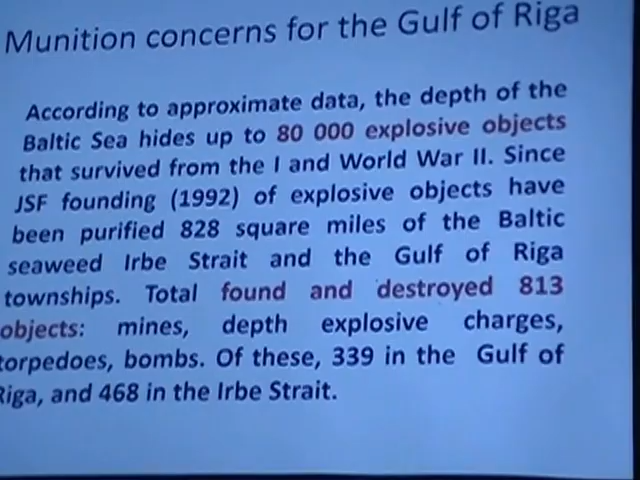 Munition concerns for the Gulf of Riga
According to approximate data, the depth of the
Baltic Sea hides up to 80 000 explosive objects
that survived from the I and World War II. Since
JSF founding (1992) of explosive objects have
been purified 828 square miles of the Baltic
seaweed Irbe Strait and the Gulf of Riga
townships. Total found and destroyed 813
objects: mines, depth explosive charges,
torpedoes, bombs. Of these, 339 in the Gulf of
Riga, and 468 in the Irbe Strait.